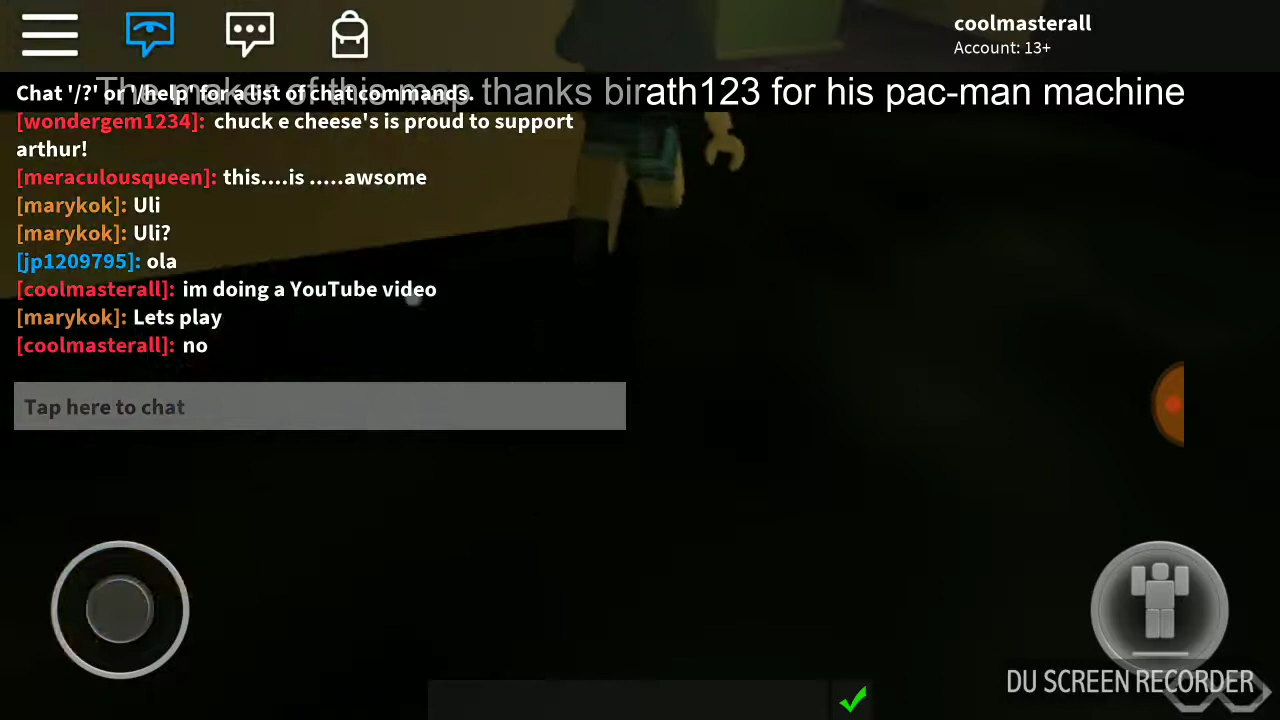 coolmasterall
Account: 13+
The maker of this map thanks birath123 for his pac-man machine
Chat '/?' or '/help' for a list of chat commands.
[wondergem1234]: chuck e cheese's is proud to support
arthur!
[meraculousqueen]: this....is .....awsome
[marykok]: Uli
[marykok]: Uli?
[jp1209795]: ola
[coolmasterall]: im doing a YouTube video
[marykok]: Lets play
[coolmasterall]: no
Tap here to chat
DU SCREEN RECORDER